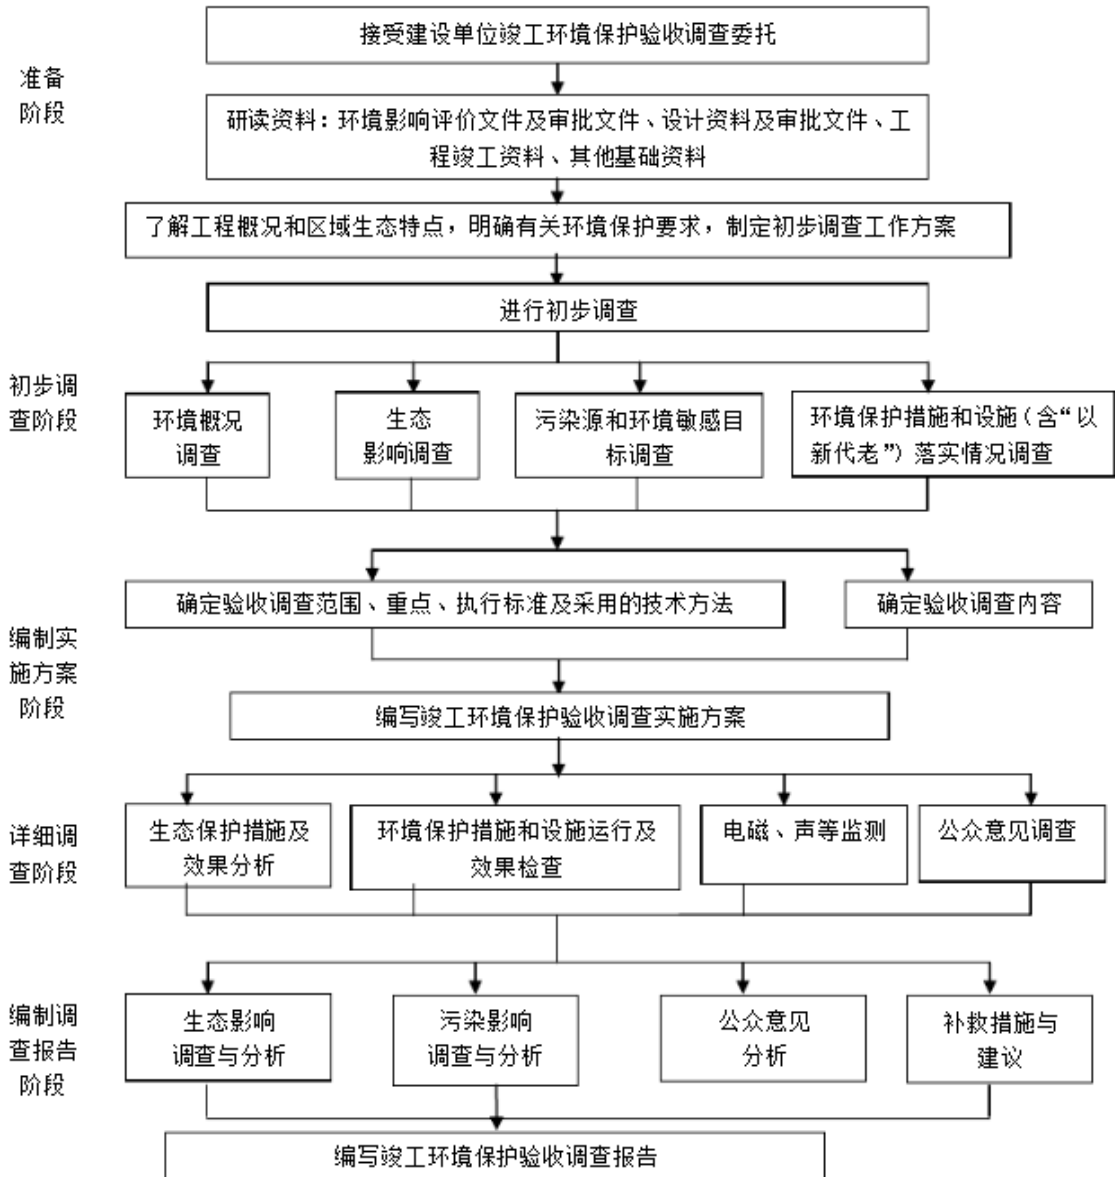 接受建设单位竣工环境保护验收调查委托
准备
阶段
研读资料：环境影响评价文件及审批文件、设计资料及审批文件、工
程竣工资料、其他基础资料
了解工程概况和区域生态特点，明确有关环境保护要求，制定初步调查工作方案
进行初步调查
初步调
查阶段
环境概况
调查
生态
影响调查
污染源和环境敏感目
标调查
环境保护措施和设施（含“以
新代老”）落实情况调查
确定验收调查范围、重点、执行标准及采用的技术方法
确定验收调查内容
编制实
施方案
阶段
编写竣工环境保护验收调查实施方案
详细调
查阶段
生态保护措施及
效果分析
环境保护措施和设施运行及
效果检查
电磁、声等监测
公众意见调查
编制调
查报告
阶段
生态影响
调查与分析
污染影响
调查与分析
公众意见
分析
补救措施与
建议
编写竣工环境保护验收调查报告